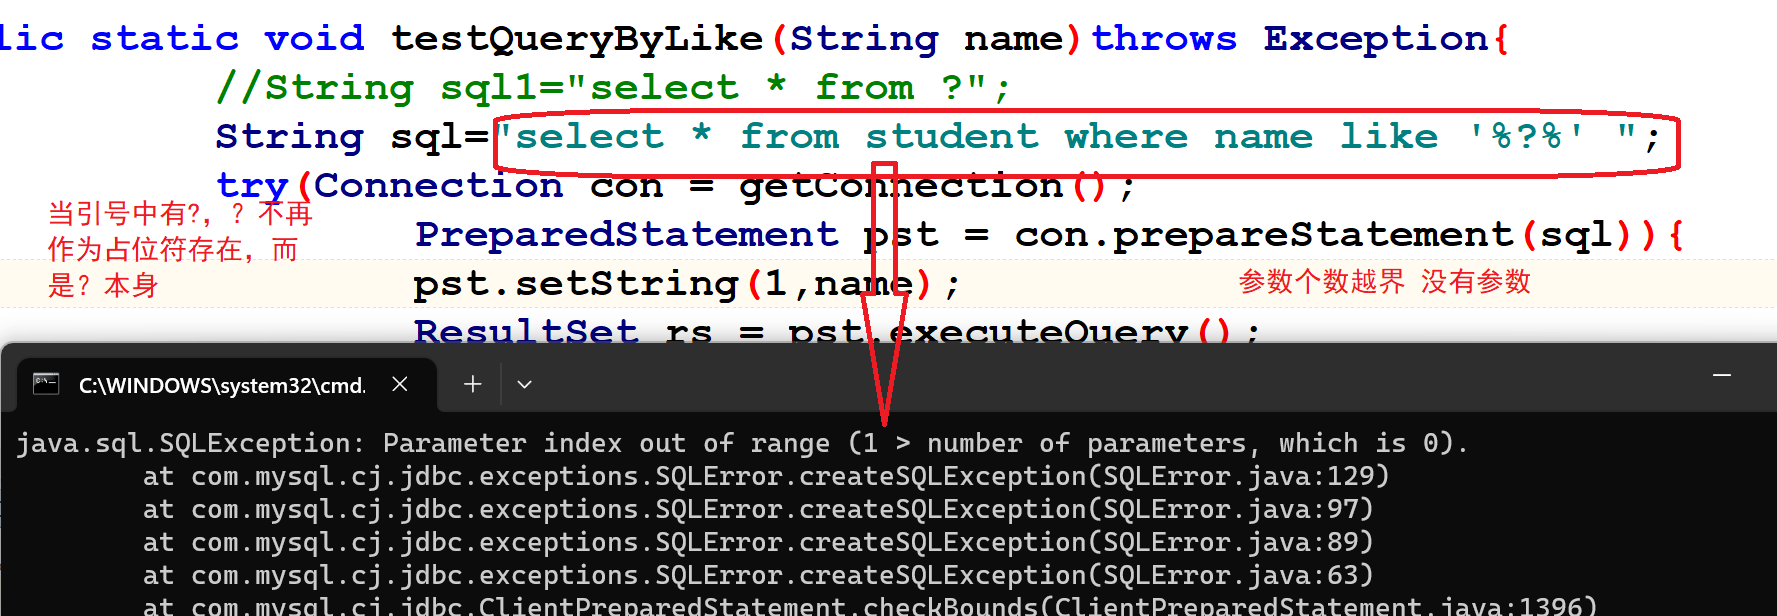 lic static void testQueryByLike(String name)throws Exception{
//String sql1="select * from ?";
String sql="select * from student where name like '%?%' ";
try(Connection con = getConnection();
当引号中有?，？不再
作为占位符存在，而
是？本身
PreparedStatement pst = con.prepareStatement(sql)){
pst.setString(1,name);
参数个数越界 没有参数
ResultSet rs = pst.executeQuery();
C:\WINDOWS\system32\cmd.
java.sql.SQLException: Parameter index out of range (1 > number of parameters, which is 0).
at com.mysql.cj.jdbc.exceptions.SQLError.createSQLException(SQLError.java:129)
at com.mysql.cj.jdbc.exceptions.SQLError.createSQLException(SQLError.java:97)
at com.mysql.cj.jdbc.exceptions.SQLError.createSQLException(SQLError.java:89)
at com.mysql.cj.jdbc.exceptions.SQLError.createSQLException(SQLError.java:63)
at com.mysql.cj.jdbc.ClientPreparedStatement.checkBounds(ClientPreparedStatement.java:1396)